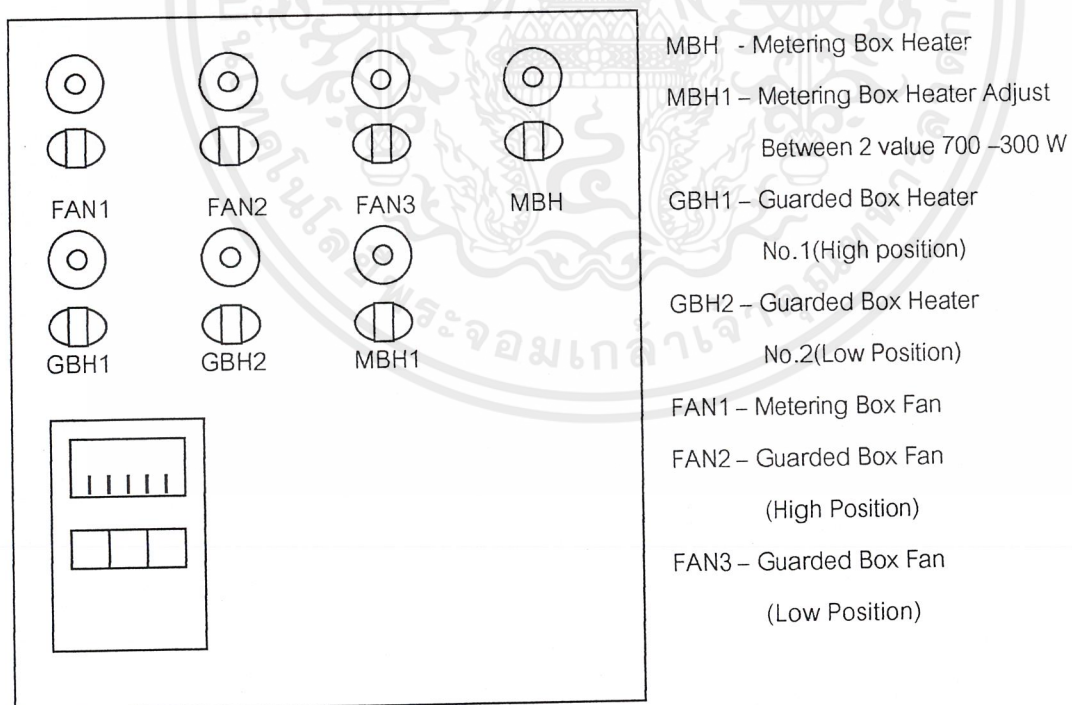 FAN1 FAN2 FAN3 MBH
GBH1 GBH2 MBH1
MBH - Metering Box Heater
MBH1 – Metering Box Heater Adjust
Between 2 value 700 –300 W
GBH1 – Guarded Box Heater
No.1(High position)
GBH2 – Guarded Box Heater
No.2(Low Position)
FAN1 – Metering Box Fan
FAN2 – Guarded Box Fan
(High Position)
FAN3 – Guarded Box Fan
(Low Position)